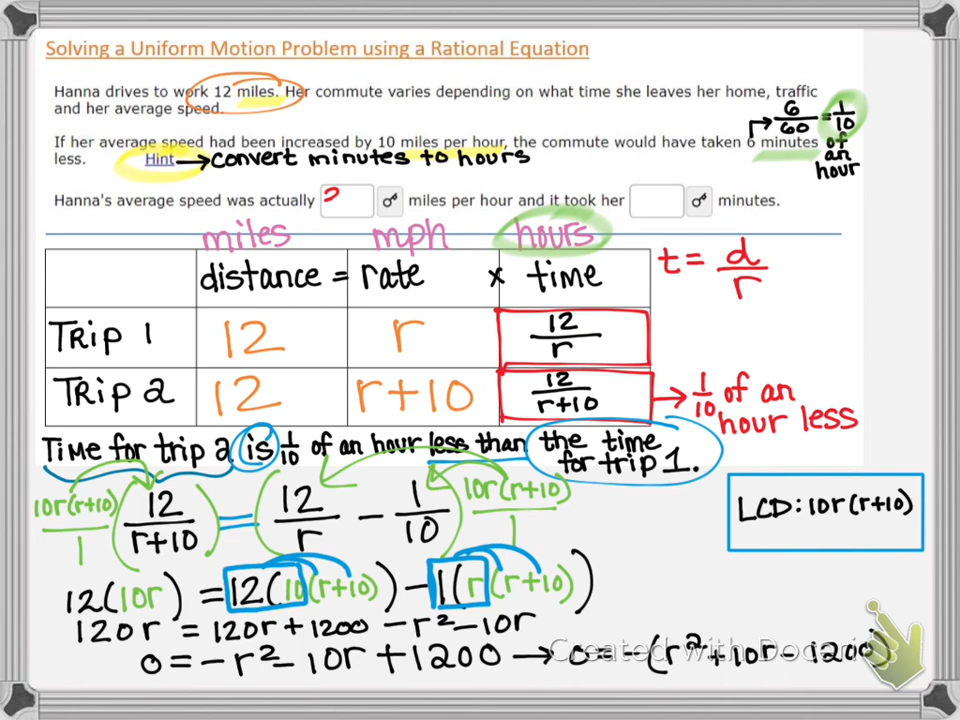 Solving a Uniform Motion Problem using a Rational Equation
Hanna drives to work 12 miles. Her commute varies depending on what time she leaves her home, traffic
and her average speed.
6/60 = 1/10 of an hour
If her average speed had been increased by 10 miles per hour, the commute would have taken 6 minutes
less. Hint → convert minutes to hours
Hanna's average speed was actually ? miles per hour and it took her minutes.
miles mph hours
distance = rate × time
t = d/r
Trip 1 12 r 12/r
Trip 2 12 r+10 12/(r+10) → 1/10 of an hour less
Time for trip 2 is 1/10 of an hour less than the time for trip 1.
10r(r+10)/1 (12/(r+10)) = (12/r − 1/10) 10r(r+10)/1
LCD: 10r(r+10)
12(10r) = 12(10(r+10)) − 1(r(r+10))
120r = 120r + 1200 − r² − 10r
0 = −r² − 10r + 1200 → 0 = −(r² + 10r − 1200)